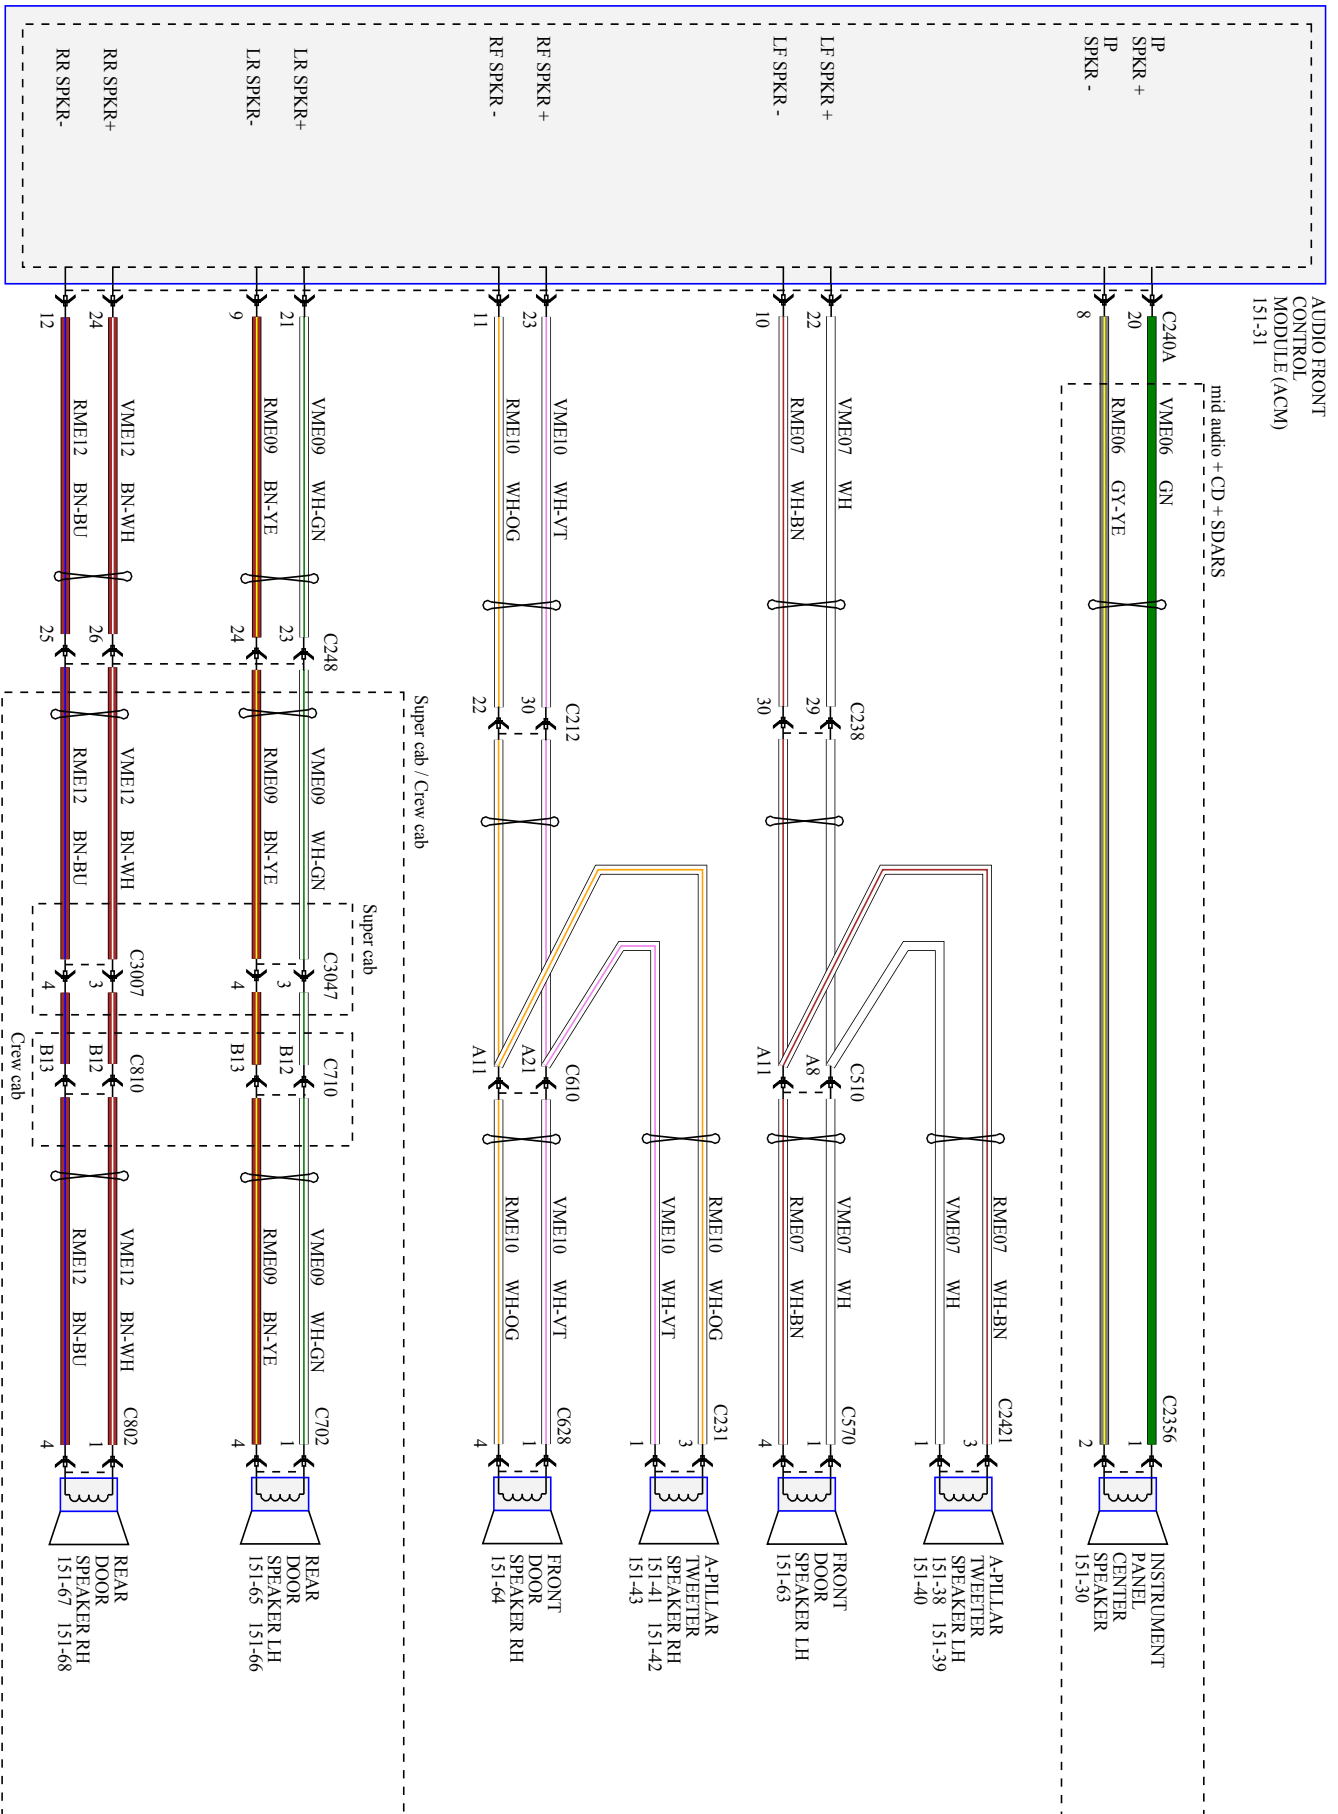 AUDIO FRONT
CONTROL
MODULE (ACM)
151-31
IP
SPKR +
IP
SPKR -
LF SPKR +
LF SPKR -
RF SPKR +
RF SPKR -
LR SPKR+
LR SPKR-
RR SPKR+
RR SPKR-
mid audio + CD + SDARS
C240A
20
VME06 GN
C2356
1
8
RME06 GY-YE
2
INSTRUMENT
PANEL
CENTER
SPEAKER
151-30
22
VME07 WH
C238
29
10
RME07 WH-BN
30
C510
A8
A11
RME07 WH-BN
C2421
3
VME07 WH
1
A-PILLAR
TWEETER
SPEAKER LH
151-38 151-39
151-40
VME07 WH
C570
1
RME07 WH-BN
4
FRONT
DOOR
SPEAKER LH
151-63
23
VME10 WH-VT
C212
30
11
RME10 WH-OG
22
C610
A21
A11
RME10 WH-OG
C231
3
VME10 WH-VT
1
A-PILLAR
TWEETER
SPEAKER RH
151-41 151-42
151-43
VME10 WH-VT
C628
1
RME10 WH-OG
4
FRONT
DOOR
SPEAKER RH
151-64
Super cab / Crew cab
Super cab
Crew cab
21
VME09 WH-GN
C248
23
VME09 WH-GN
C3047
3
C710
B12
VME09 WH-GN
C702
1
9
RME09 BN-YE
24
RME09 BN-YE
4
B13
RME09 BN-YE
4
REAR
DOOR
SPEAKER LH
151-65 151-66
24
VME12 BN-WH
26
VME12 BN-WH
C3007
3
C810
B12
VME12 BN-WH
C802
1
12
RME12 BN-BU
25
RME12 BN-BU
4
B13
RME12 BN-BU
4
REAR
DOOR
SPEAKER RH
151-67 151-68